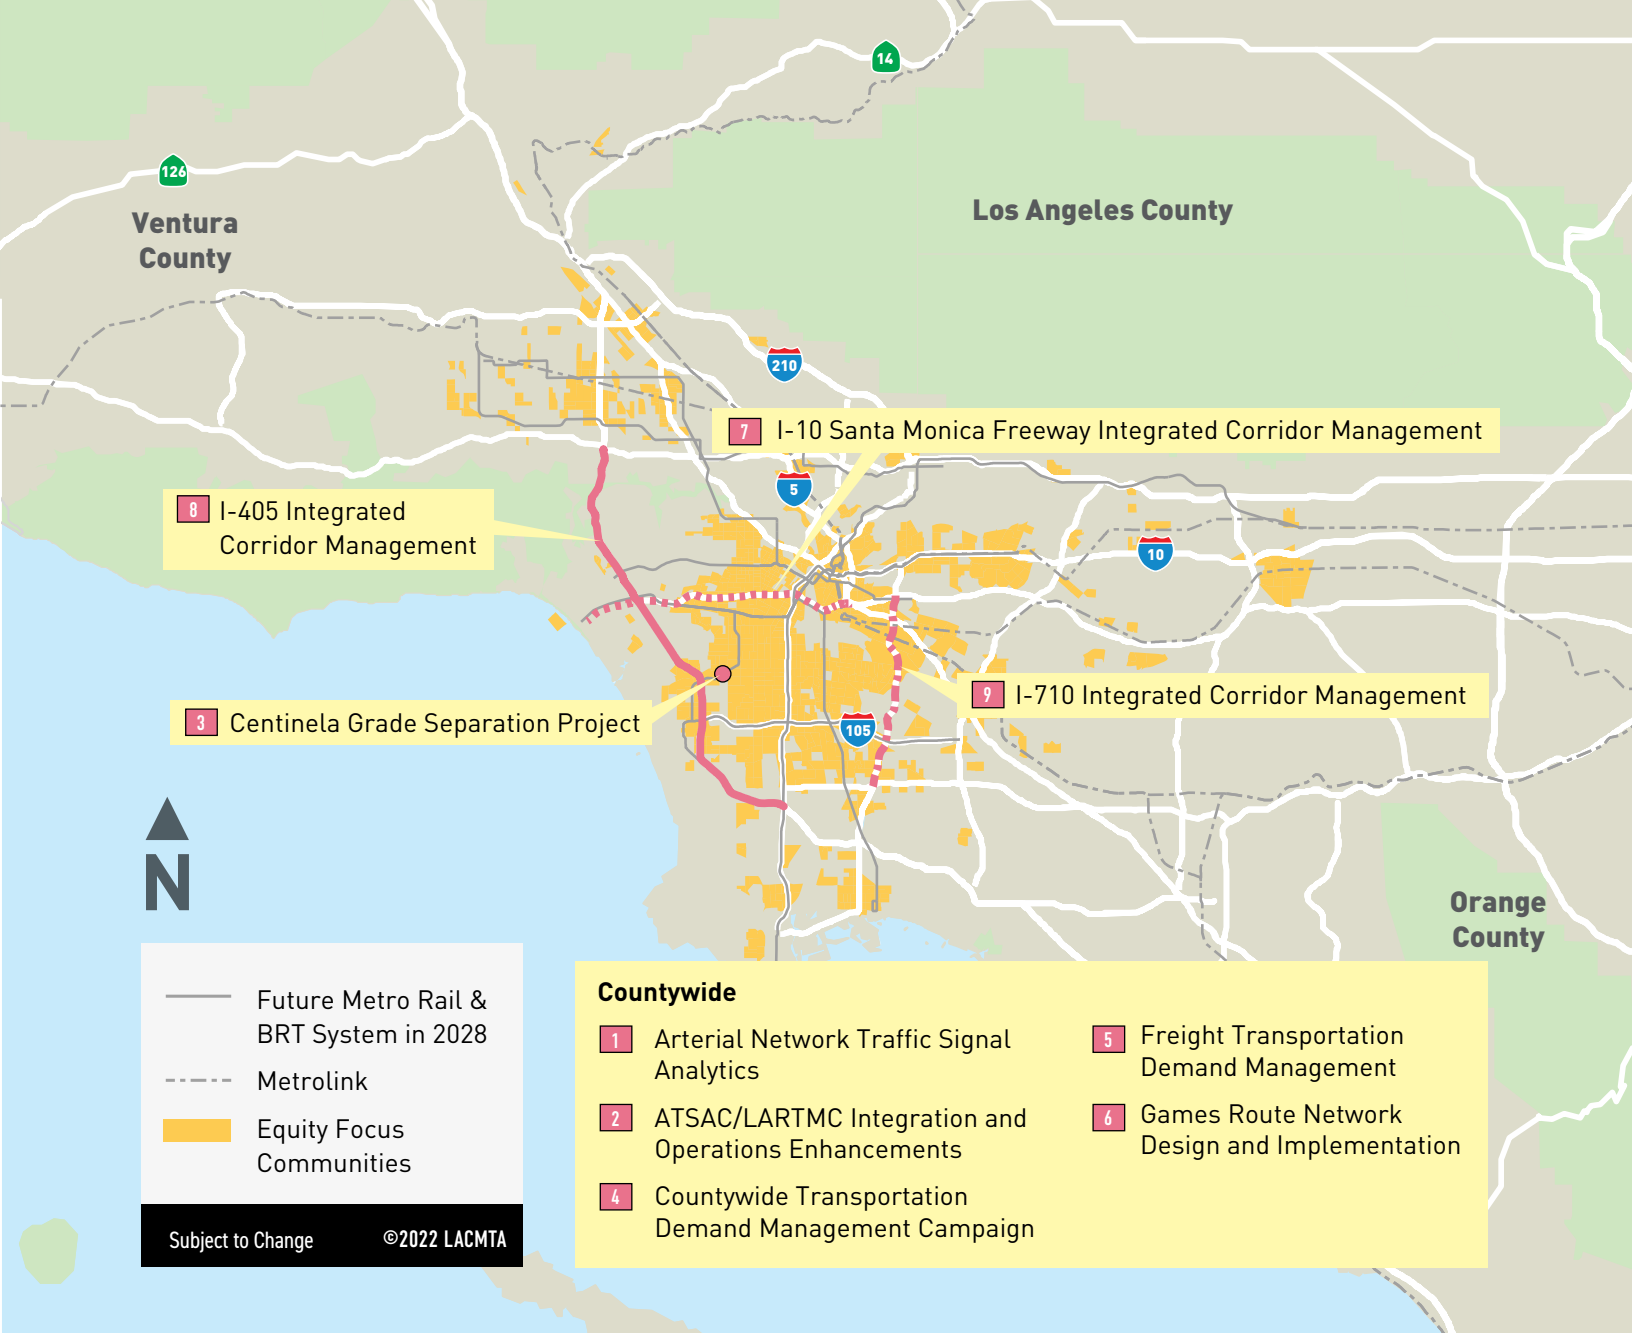 14
126
Ventura
County
Los Angeles County
210
7 I-10 Santa Monica Freeway Integrated Corridor Management
5
8 I-405 Integrated
Corridor Management
10
9 I-710 Integrated Corridor Management
3 Centinela Grade Separation Project
105
N
Orange
County
Future Metro Rail &
BRT System in 2028
Metrolink
Equity Focus
Communities
Subject to Change ©2022 LACMTA
Countywide
1 Arterial Network Traffic Signal
Analytics
2 ATSAC/LARTMC Integration and
Operations Enhancements
4 Countywide Transportation
Demand Management Campaign
5 Freight Transportation
Demand Management
6 Games Route Network
Design and Implementation